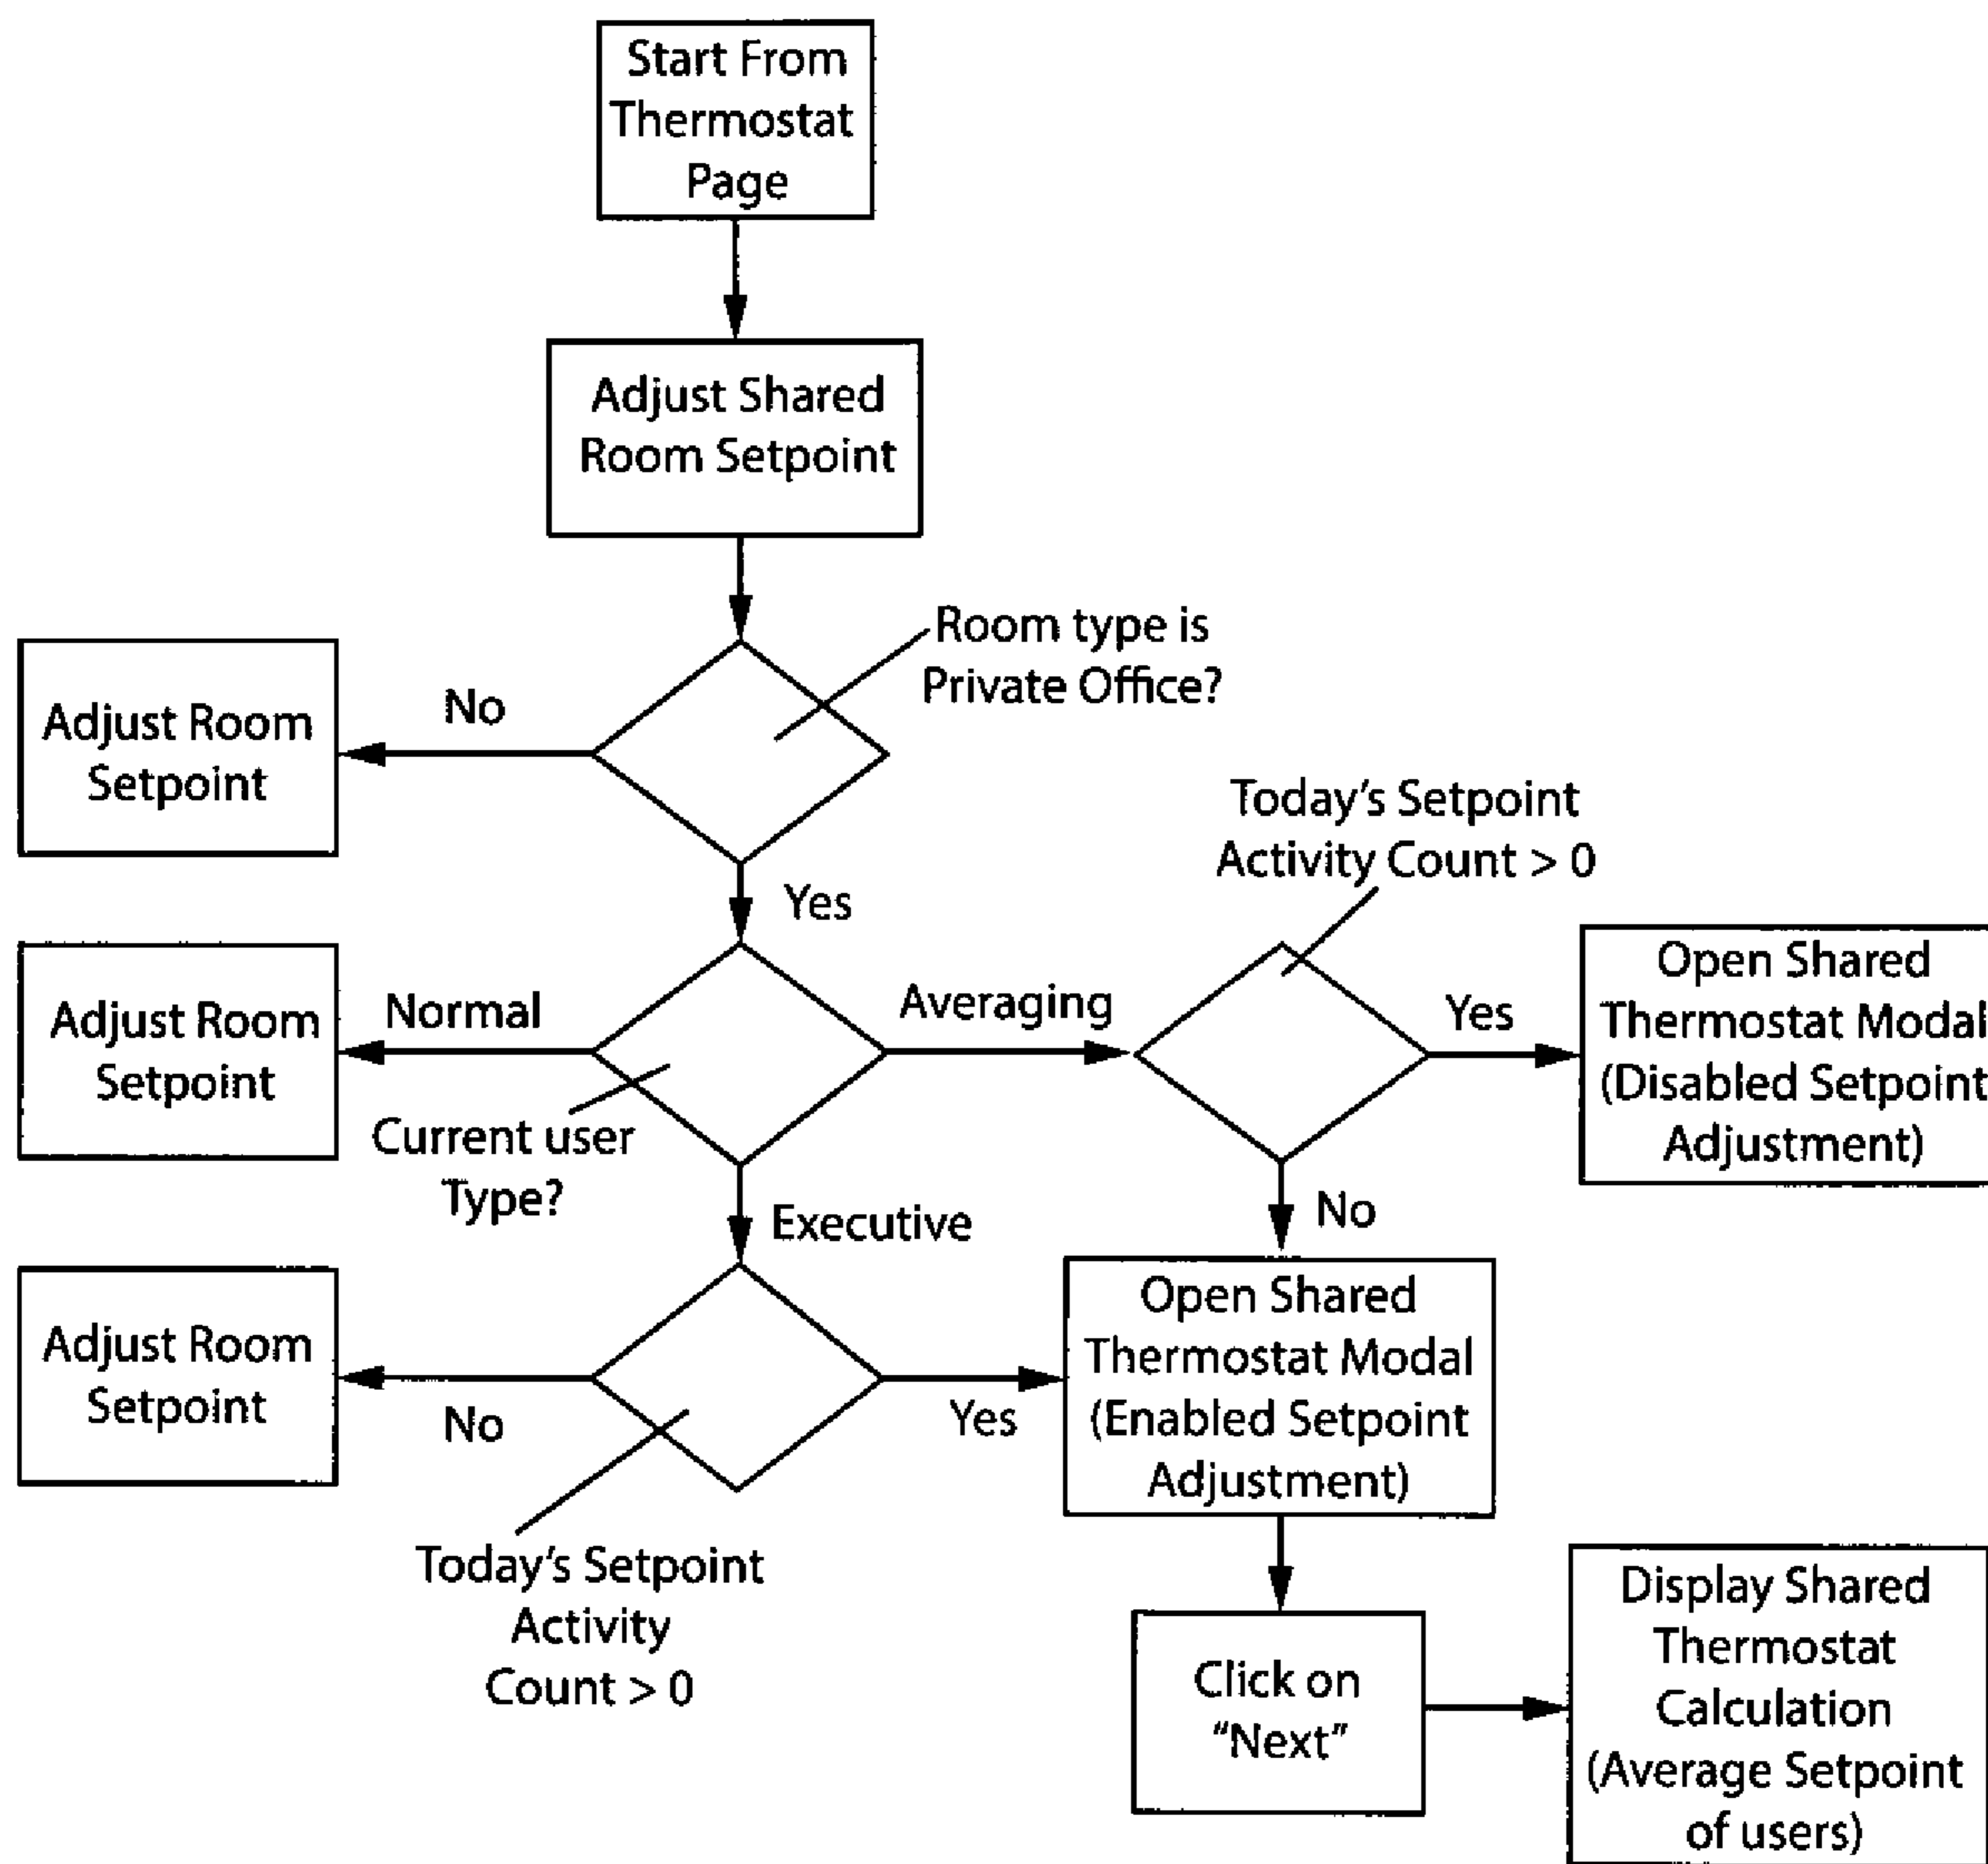 Start From
Thermostat
Page
Adjust Shared
Room Setpoint
Room type is
Private Office?
No
Adjust Room
Setpoint
Yes
Today's Setpoint
Activity Count > 0
Normal
Adjust Room
Setpoint
Current user
Type?
Averaging
Yes
Open Shared
Thermostat Modal
(Disabled Setpoint
Adjustment)
Executive
No
Adjust Room
Setpoint
No
Yes
Open Shared
Thermostat Modal
(Enabled Setpoint
Adjustment)
Today's Setpoint
Activity
Count > 0
Click on
"Next"
Display Shared
Thermostat
Calculation
(Average Setpoint
of users)